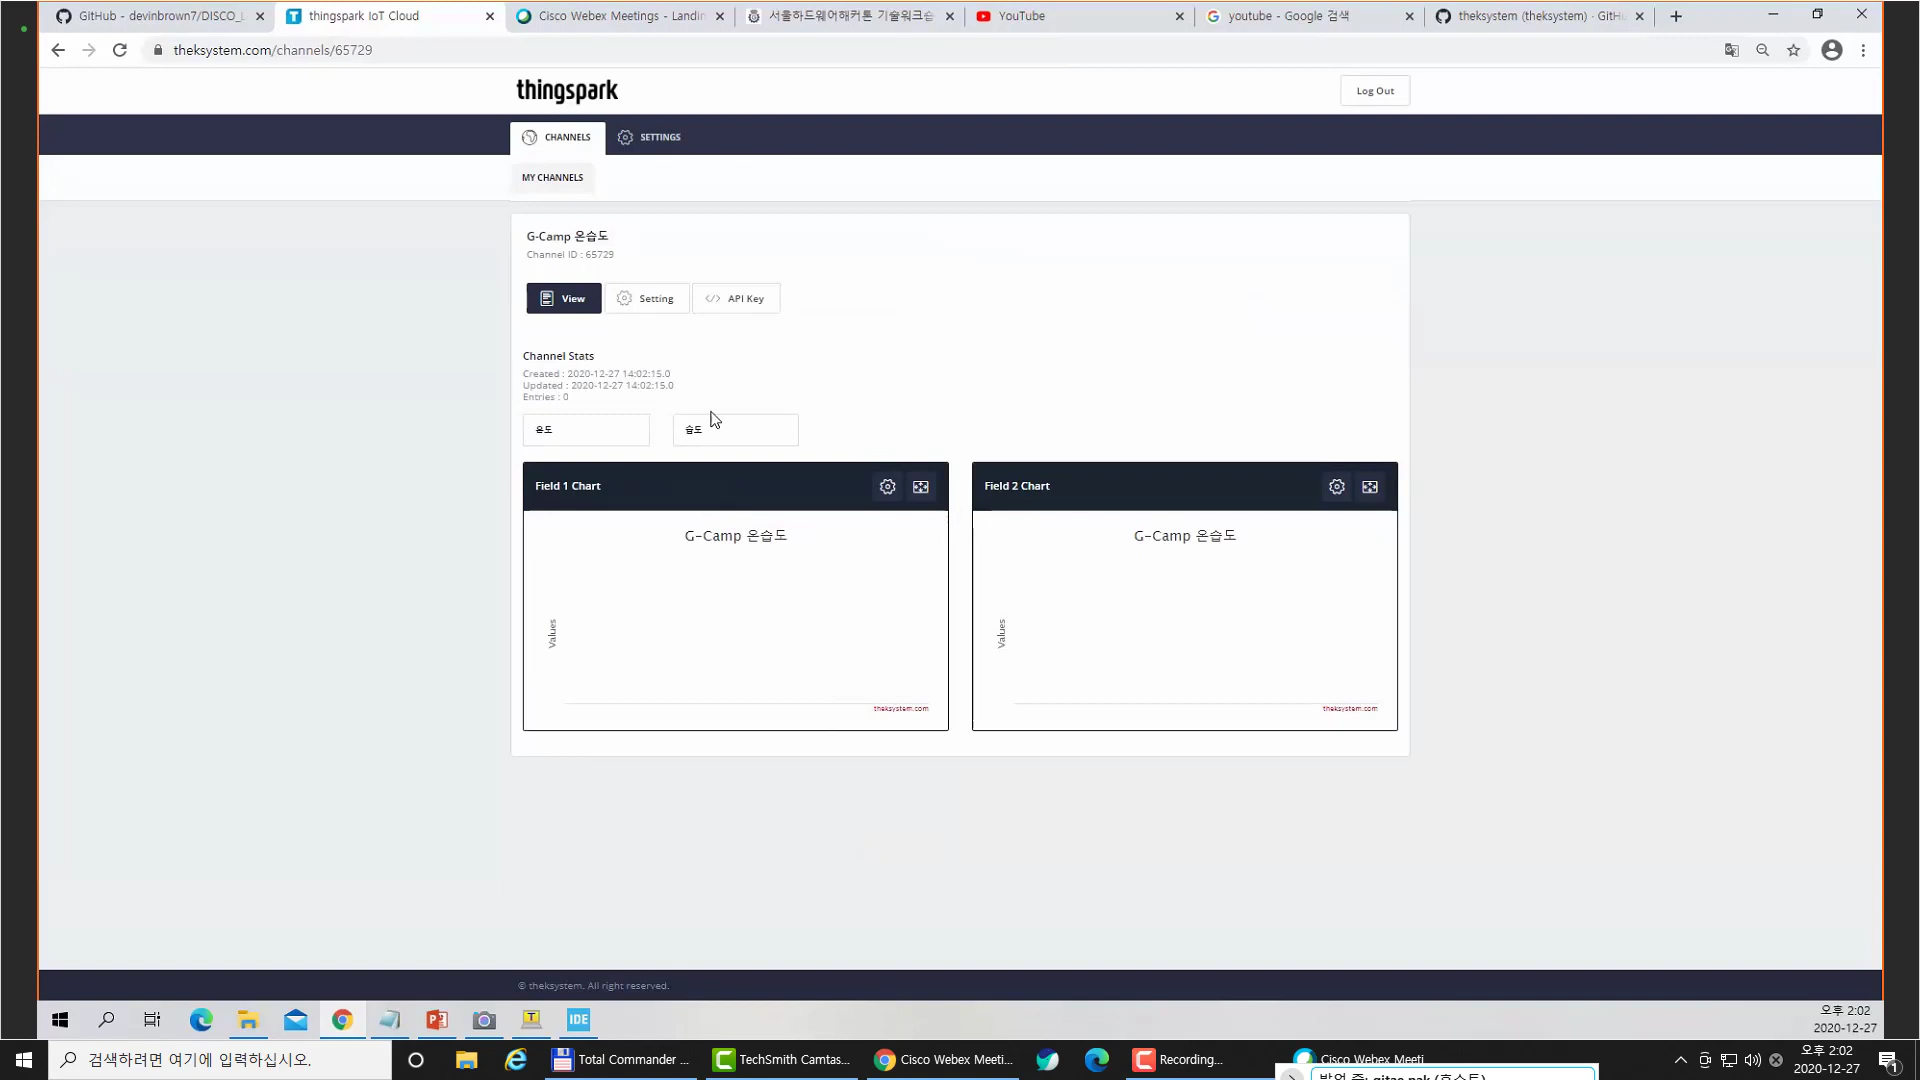 GitHub - devinbrown7/DISCO_L
thingspark IoT Cloud
Cisco Webex Meetings - Landin
서울하드웨어해커톤 기술워크숍
YouTube
youtube - Google 검색
theksystem (theksystem) · GitH
theksystem.com/channels/65729
thingspark
Log Out
CHANNELS
SETTINGS
MY CHANNELS
G-Camp 온습도
Channel ID : 65729
View
Setting
API Key
Channel Stats
Created : 2020-12-27 14:02:15.0
Updated : 2020-12-27 14:02:15.0
Entries : 0
온도
습도
Field 1 Chart
Field 2 Chart
G-Camp 온습도
G-Camp 온습도
Values
Values
theksystem.com
theksystem.com
© theksystem. All right reserved.
IDE
오후 2:02
2020-12-27
검색하려면 여기에 입력하십시오.
Total Commander ...
TechSmith Camtas...
Cisco Webex Meeti...
Recording...
Cisco Webex Meeti
오후 2:02
2020-12-27